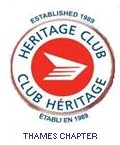 ESTABLISHED 1989
HERITAGE CLUB
CLUB HÉRITAGE
ÉTABLI EN 1989
THAMES CHAPTER